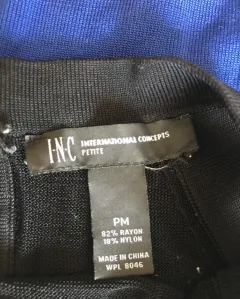 I·N·C INTERNATIONAL CONCEPTS
PETITE
PM
82% RAYON
18% NYLON
MADE IN CHINA
WPL 8046